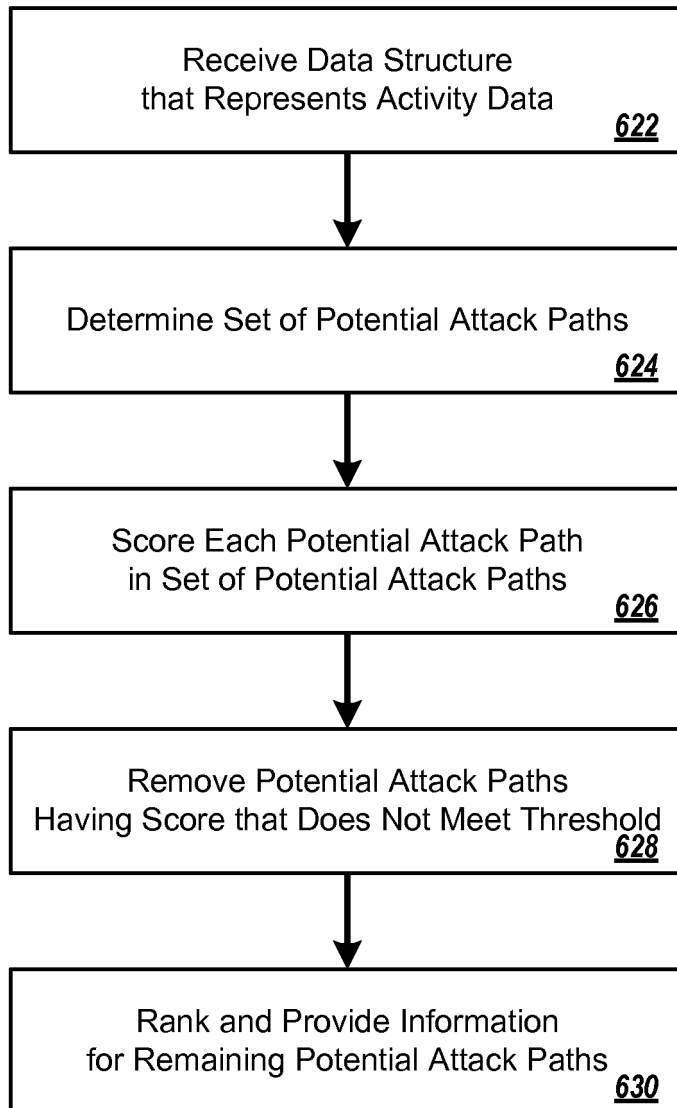 Receive Data Structure
that Represents Activity Data
622
Determine Set of Potential Attack Paths
624
Score Each Potential Attack Path
in Set of Potential Attack Paths
626
Remove Potential Attack Paths
Having Score that Does Not Meet Threshold
628
Rank and Provide Information
for Remaining Potential Attack Paths
630